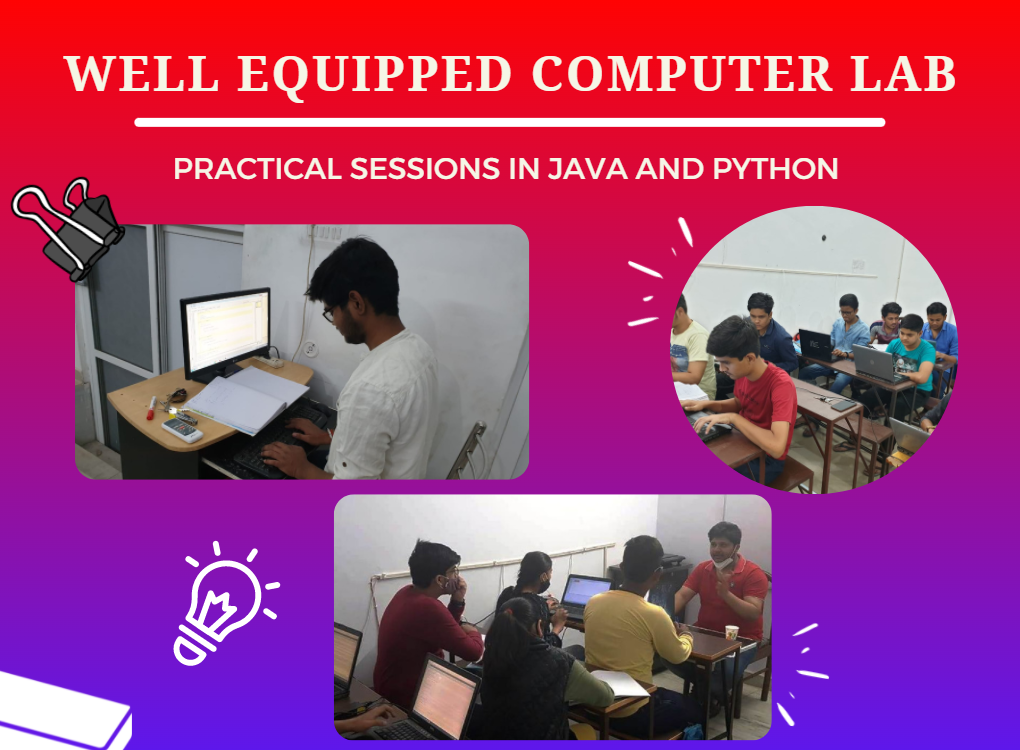 WELL EQUIPPED COMPUTER LAB
PRACTICAL SESSIONS IN JAVA AND PYTHON